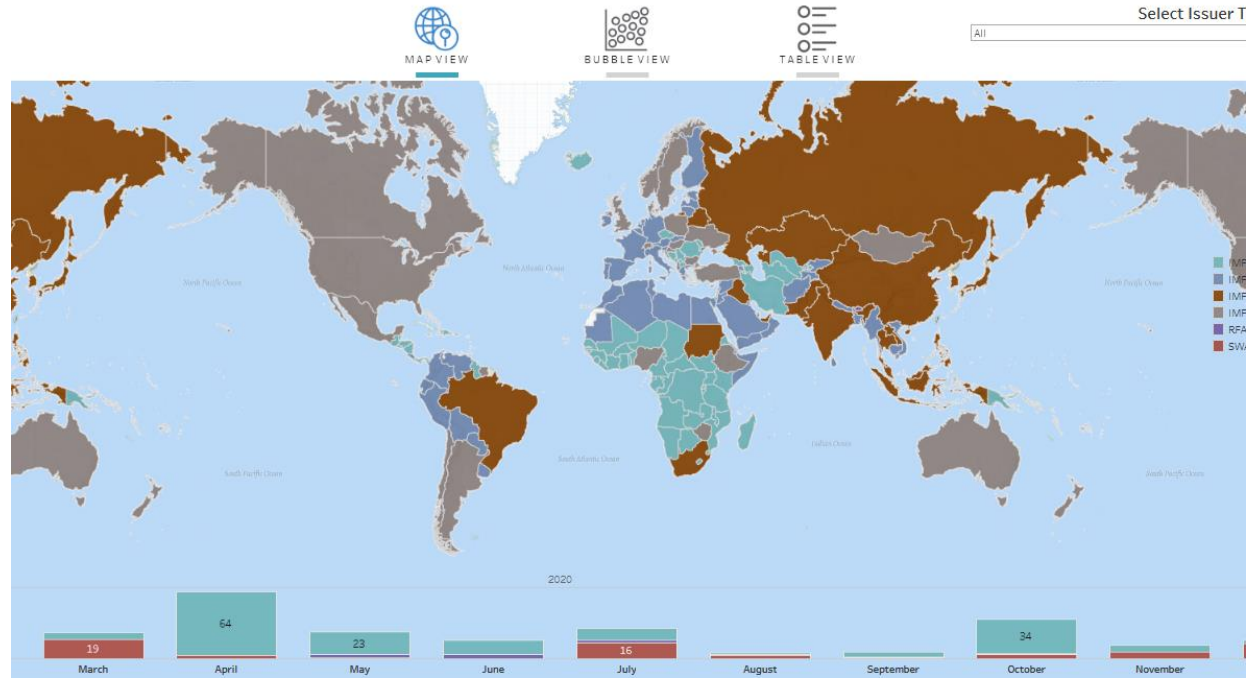 Select Issuer T
All
MAP VIEW
BUBBLE VIEW
TABLE VIEW
North Atlantic Ocean
North Pacific Ocean
North Pacific Ocean
IMF
IMF
IMF
IMF
RFA
SWA
Indian Ocean
South Atlantic Ocean
South Pacific Ocean
South Pacific Ocean
2020
64
34
19
23
16
March
April
May
June
July
August
September
October
November